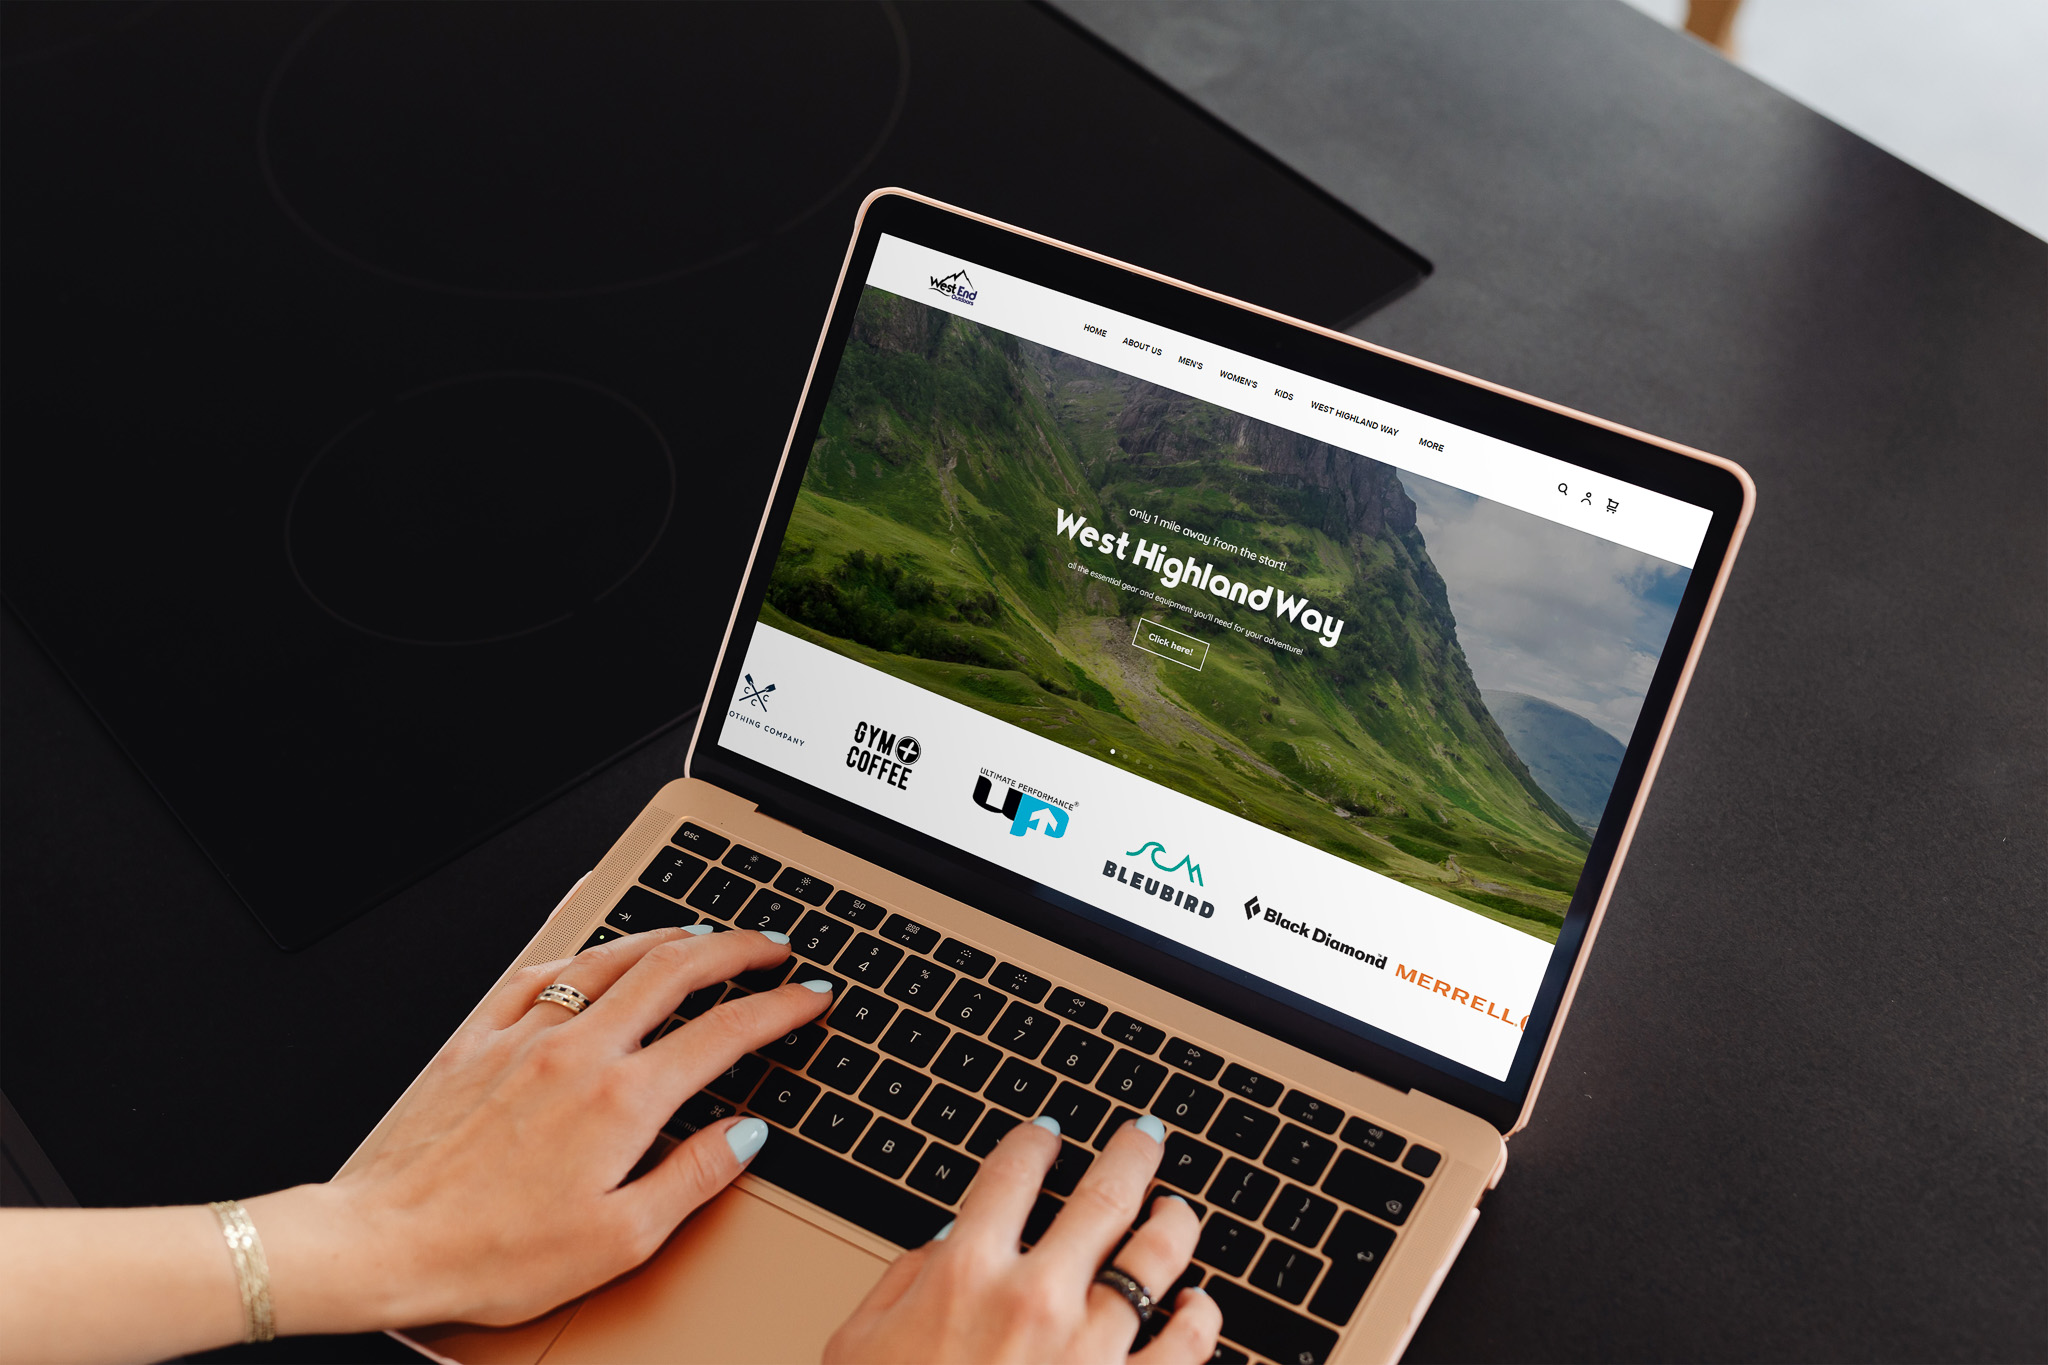 West End
Outdoors
HOME
ABOUT US
MEN'S
WOMEN'S
KIDS
WEST HIGHLAND WAY
MORE
only 1 mile away from the start!
West Highland Way
all the essential gear and equipment you'll need for your adventure!
Click here!
C C
C
OTHING COMPANY
GYM+
COFFEE
ULTIMATE PERFORMANCE®
UP
BLEUBIRD
Black Diamond
MERRELL
esc
F1
F2
F3
F4
F5
F6
F7
F8
F9
F10
F11
F12
± §
! 1
@ 2
# 3
$ 4
% 5
^ 6
& 7
* 8
( 9
) 0
— -
+ =
R
T
Y
U
I
P
{ [
} ]
D
F
G
H
K
" '
| \
X
C
V
B
N